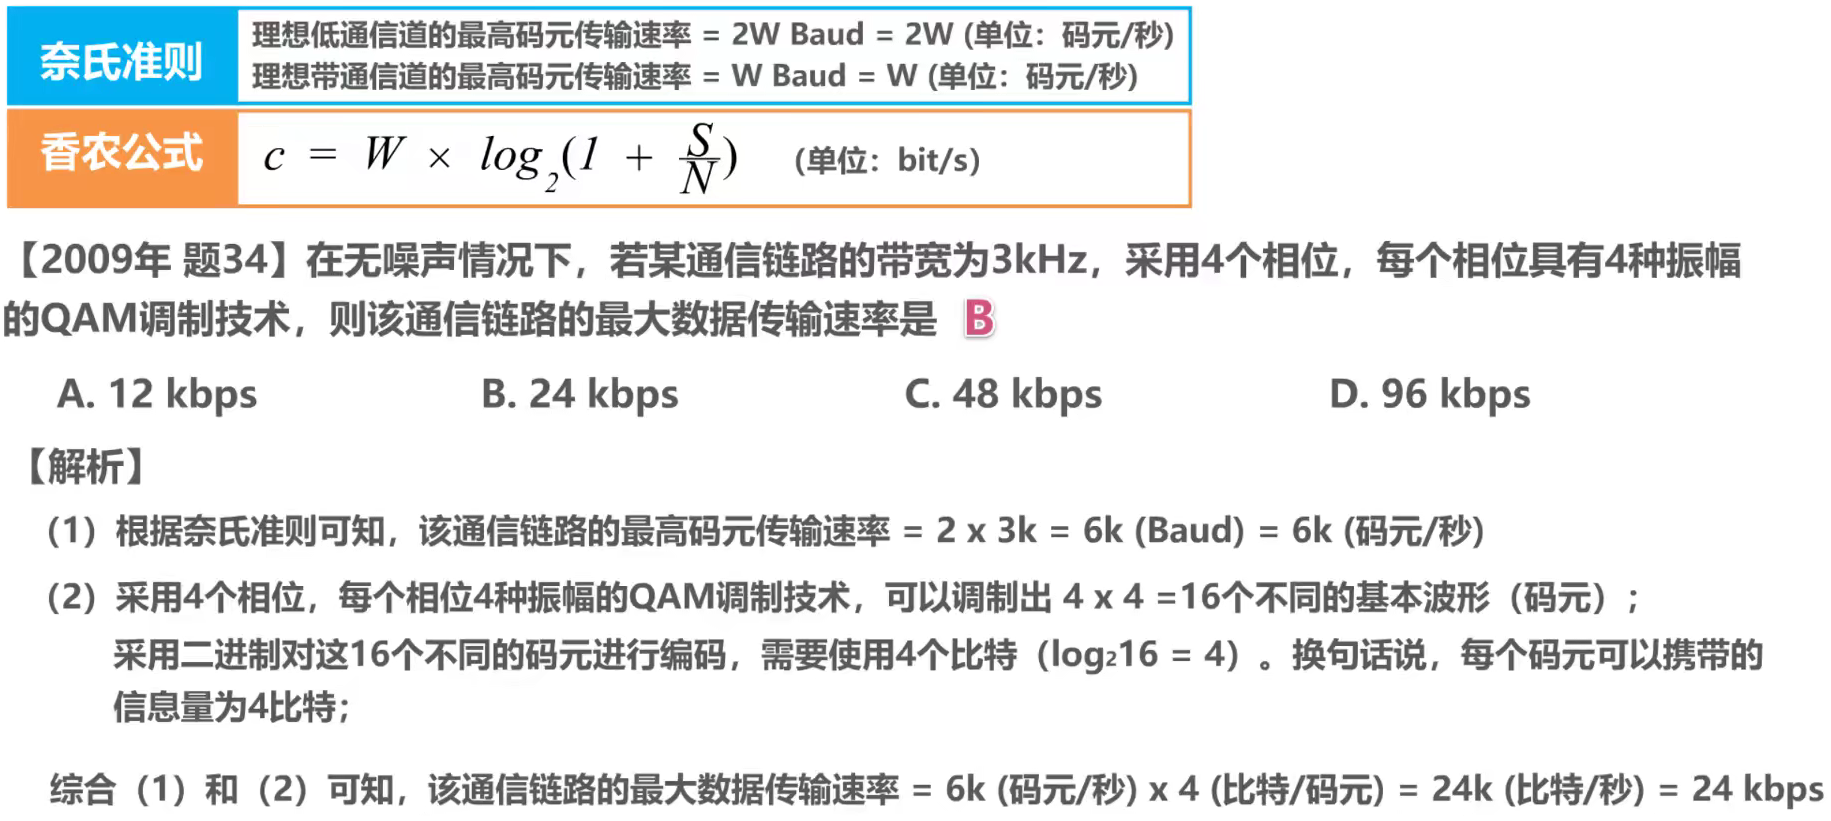 奈氏准则
理想低通信道的最高码元传输速率 = 2W Baud = 2W (单位：码元/秒)
理想带通信道的最高码元传输速率 = W Baud = W (单位：码元/秒)
香农公式
c = W × log₂(1 + S/N) (单位：bit/s)
【2009年 题34】在无噪声情况下，若某通信链路的带宽为3kHz，采用4个相位，每个相位具有4种振幅
的QAM调制技术，则该通信链路的最大数据传输速率是 B
A. 12 kbps B. 24 kbps C. 48 kbps D. 96 kbps
【解析】
（1）根据奈氏准则可知，该通信链路的最高码元传输速率 = 2 x 3k = 6k (Baud) = 6k (码元/秒)
（2）采用4个相位，每个相位4种振幅的QAM调制技术，可以调制出 4 x 4 =16个不同的基本波形（码元）；
采用二进制对这16个不同的码元进行编码，需要使用4个比特（log₂16 = 4）。换句话说，每个码元可以携带的
信息量为4比特；
综合（1）和（2）可知，该通信链路的最大数据传输速率 = 6k (码元/秒) x 4 (比特/码元) = 24k (比特/秒) = 24 kbps